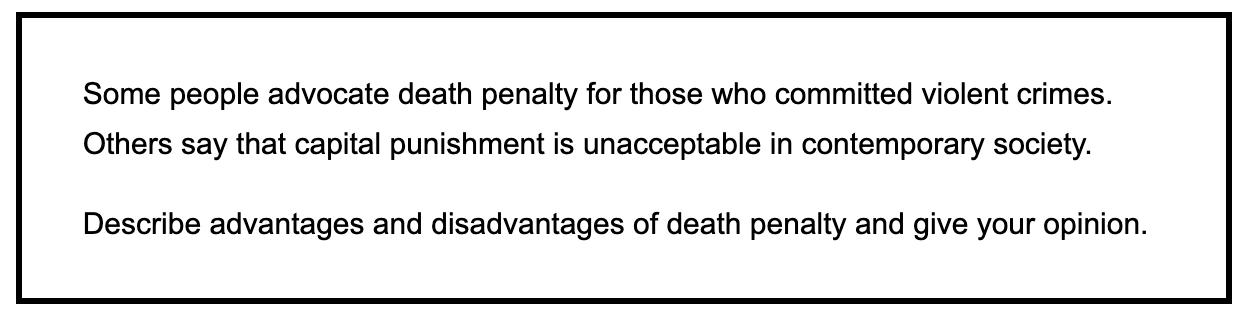 Some people advocate death penalty for those who committed violent crimes.
Others say that capital punishment is unacceptable in contemporary society.
Describe advantages and disadvantages of death penalty and give your opinion.